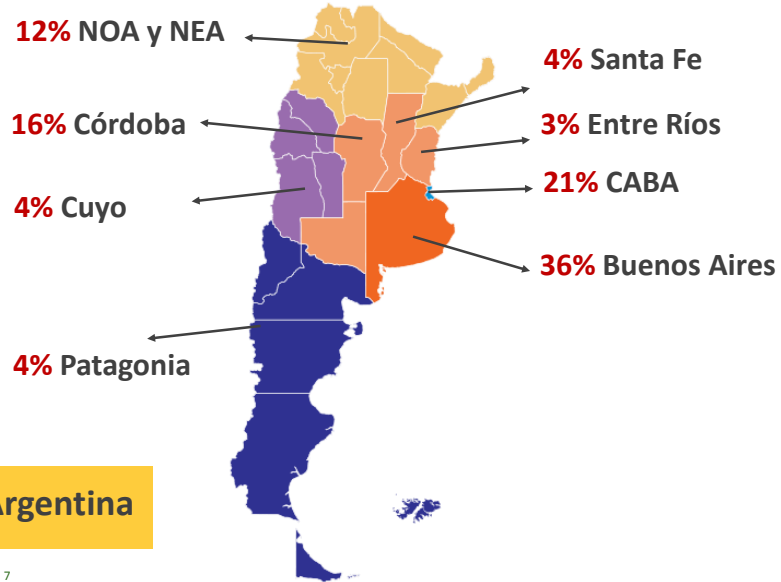 12% NOA y NEA
4% Santa Fe
16% Córdoba
3% Entre Ríos
21% CABA
4% Cuyo
36% Buenos Aires
4% Patagonia
Argentina
7